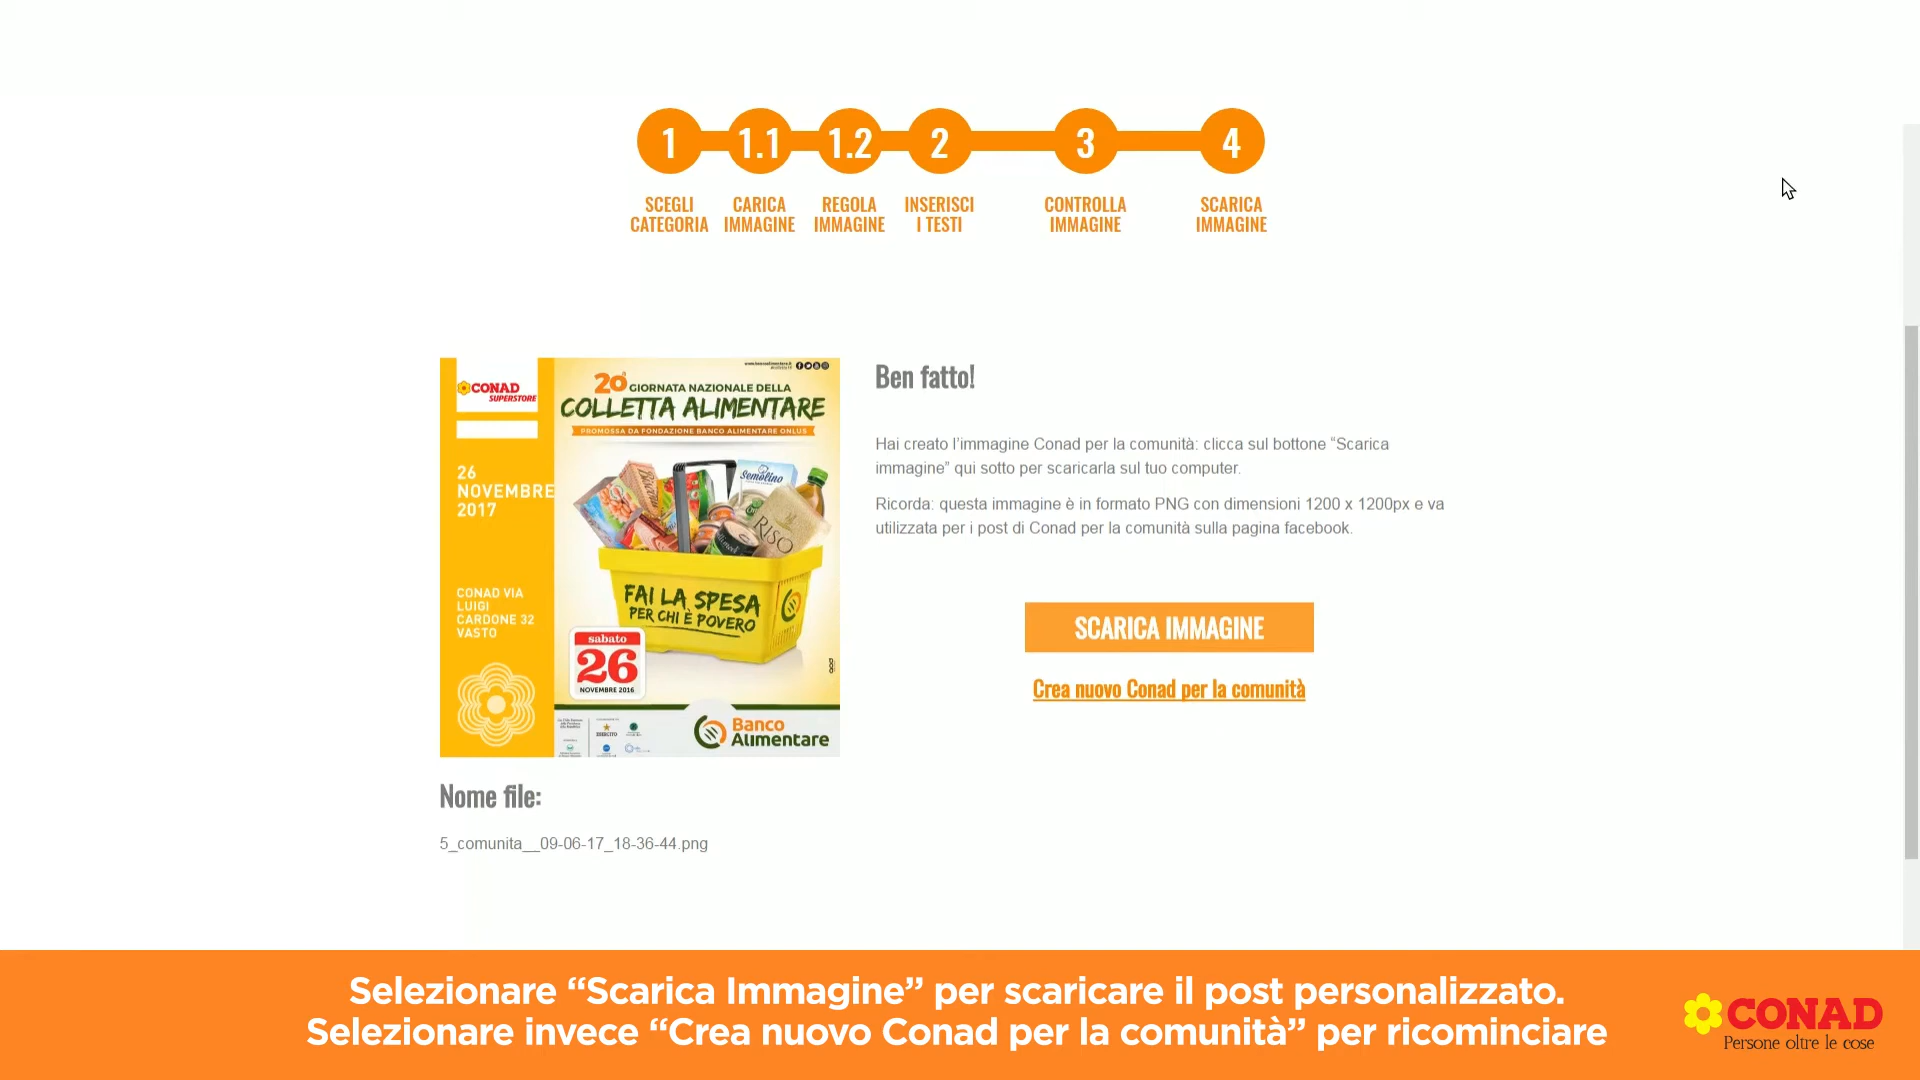 1
1.1
1.2
2
3
4
SCEGLI
CATEGORIA
CARICA
IMMAGINE
REGOLA
IMMAGINE
INSERISCI
I TESTI
CONTROLLA
IMMAGINE
SCARICA
IMMAGINE
CONAD
SUPERSTORE
26
NOVEMBRE
2017
CONAD VIA
LUIGI
CARDONE 32
VASTO
20ª GIORNATA NAZIONALE DELLA
COLLETTA ALIMENTARE
PROMOSSA DA FONDAZIONE BANCO ALIMENTARE ONLUS
Semolino
RISO
FAI LA SPESA
PER CHI È POVERO
sabato
26
NOVEMBRE 2016
ESERCITO
Banco
Alimentare
Nome file:
5_comunita__09-06-17_18-36-44.png
Ben fatto!
Hai creato l’immagine Conad per la comunità: clicca sul bottone “Scarica
immagine” qui sotto per scaricarla sul tuo computer.
Ricorda: questa immagine è in formato PNG con dimensioni 1200 x 1200px e va
utilizzata per i post di Conad per la comunità sulla pagina facebook.
SCARICA IMMAGINE
Crea nuovo Conad per la comunità
Selezionare “Scarica Immagine” per scaricare il post personalizzato.
Selezionare invece “Crea nuovo Conad per la comunità” per ricominciare
CONAD
Persone oltre le cose